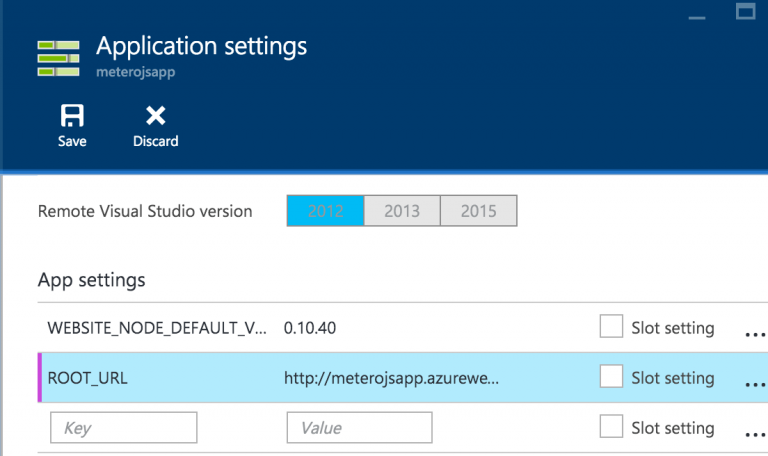 Application settings
meterojsapp
Save Discard
Remote Visual Studio version 2012 2013 2015
App settings
WEBSITE_NODE_DEFAULT_V... 0.10.40 Slot setting ...
ROOT_URL http://meterojsapp.azurewe... Slot setting ...
Key Value Slot setting ...